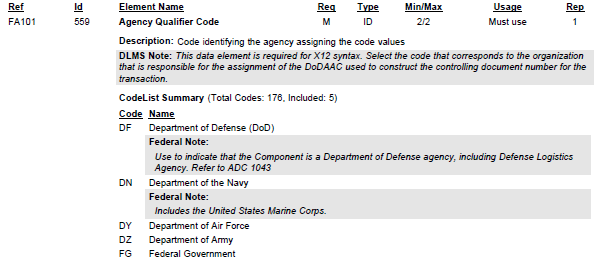 Ref Id Element Name Req Type Min/Max Usage Rep
FA101 559 Agency Qualifier Code M ID 2/2 Must use 1
Description: Code identifying the agency assigning the code values
DLMS Note: This data element is required for X12 syntax. Select the code that corresponds to the organization
that is responsible for the assignment of the DoDAAC used to construct the controlling document number for the
transaction.
CodeList Summary (Total Codes: 176, Included: 5)
Code Name
DF Department of Defense (DoD)
Federal Note:
Use to indicate that the Component is a Department of Defense agency, including Defense Logistics
Agency. Refer to ADC 1043
DN Department of the Navy
Federal Note:
Includes the United States Marine Corps.
DY Department of Air Force
DZ Department of Army
FG Federal Government